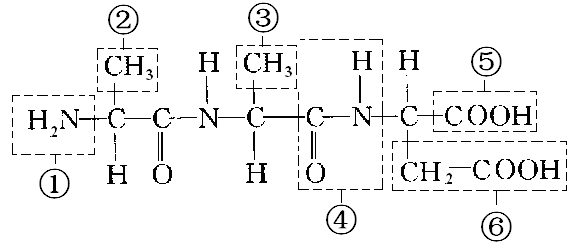 ② ③
CH₃ H CH₃ H H ⑤
H₂N C C N C C N C COOH
① H O H O CH₂ COOH
④ ⑥